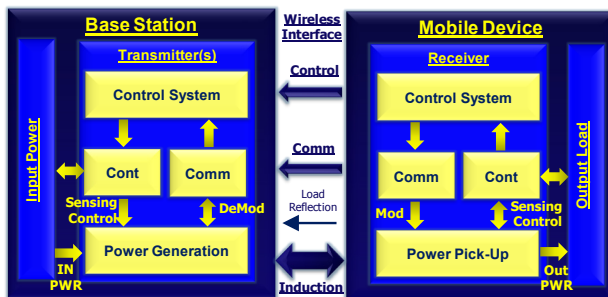 Base Station
Transmitter(s)
Input Power
Control System
Cont
Comm
Sensing
Control
DeMod
Power Generation
IN
PWR
Wireless
Interface
Control
Comm
Load
Reflection
Induction
Mobile Device
Receiver
Output Load
Control System
Comm
Cont
Mod
Sensing
Control
Power Pick-Up
Out
PWR